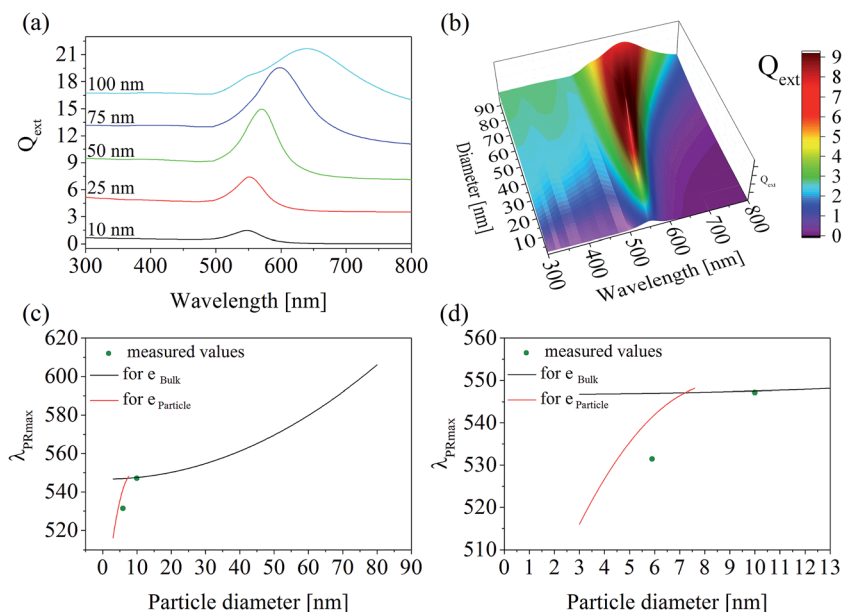 (a)
21
18
15
12
9
6
3
0
Q ext
100 nm
75 nm
50 nm
25 nm
10 nm
300 400 500 600 700 800
Wavelength [nm]
(b)
Q ext
9
8
7
6
5
4
3
2
1
0
90
80
70
60
50
40
30
20
10
Diameter [nm]
300
400
500
600
700
800
Wavelength [nm]
Q ext
(c)
620
600
580
560
540
520
λ PRmax
measured values
for e Bulk
for e Particle
0 10 20 30 40 50 60 70 80 90
Particle diameter [nm]
(d)
560
550
540
530
520
510
λ PRmax
measured values
for e Bulk
for e Particle
0 1 2 3 4 5 6 7 8 9 10 11 12 13
Particle diameter [nm]